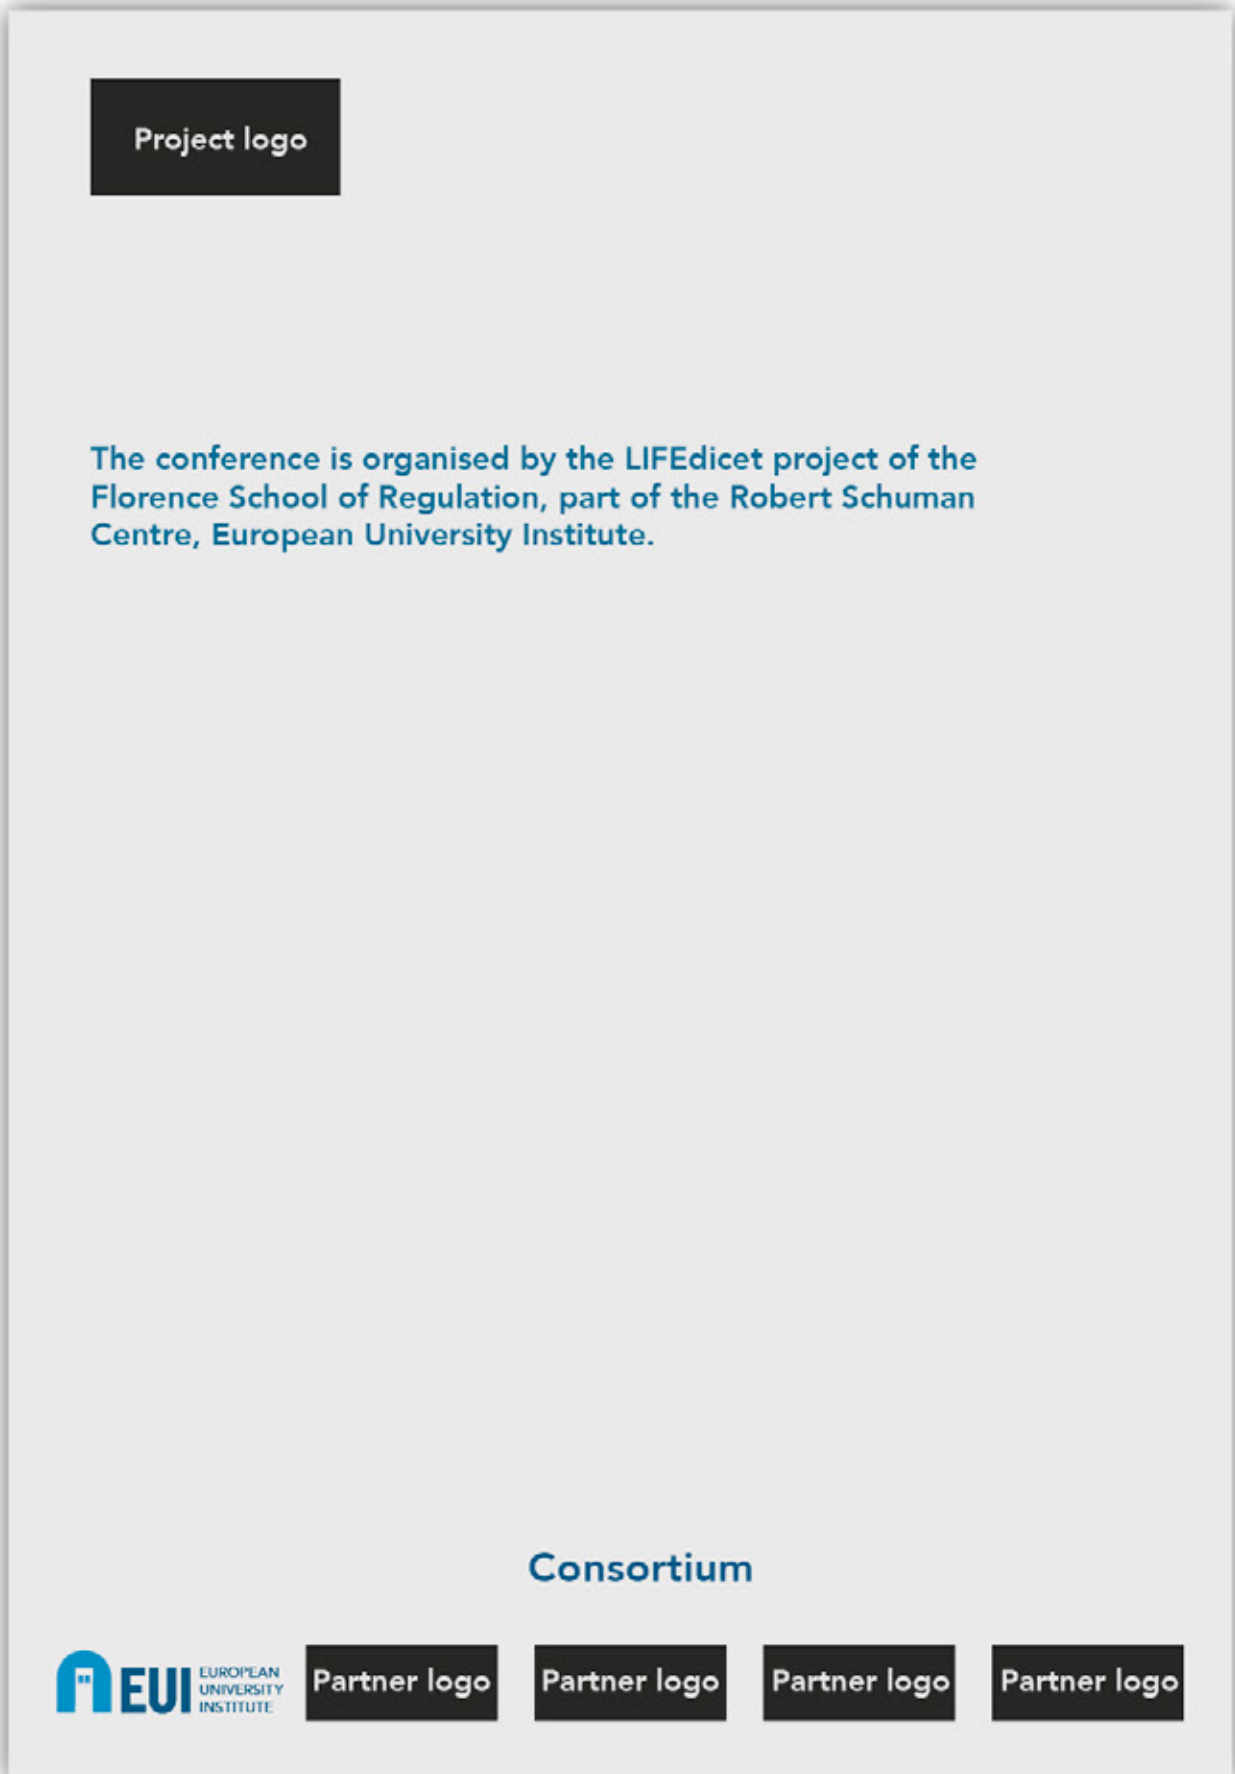 Project logo
The conference is organised by the LIFEdicet project of the
Florence School of Regulation, part of the Robert Schuman
Centre, European University Institute.
Consortium
EUI
EUROPEAN
UNIVERSITY
INSTITUTE
Partner logo
Partner logo
Partner logo
Partner logo